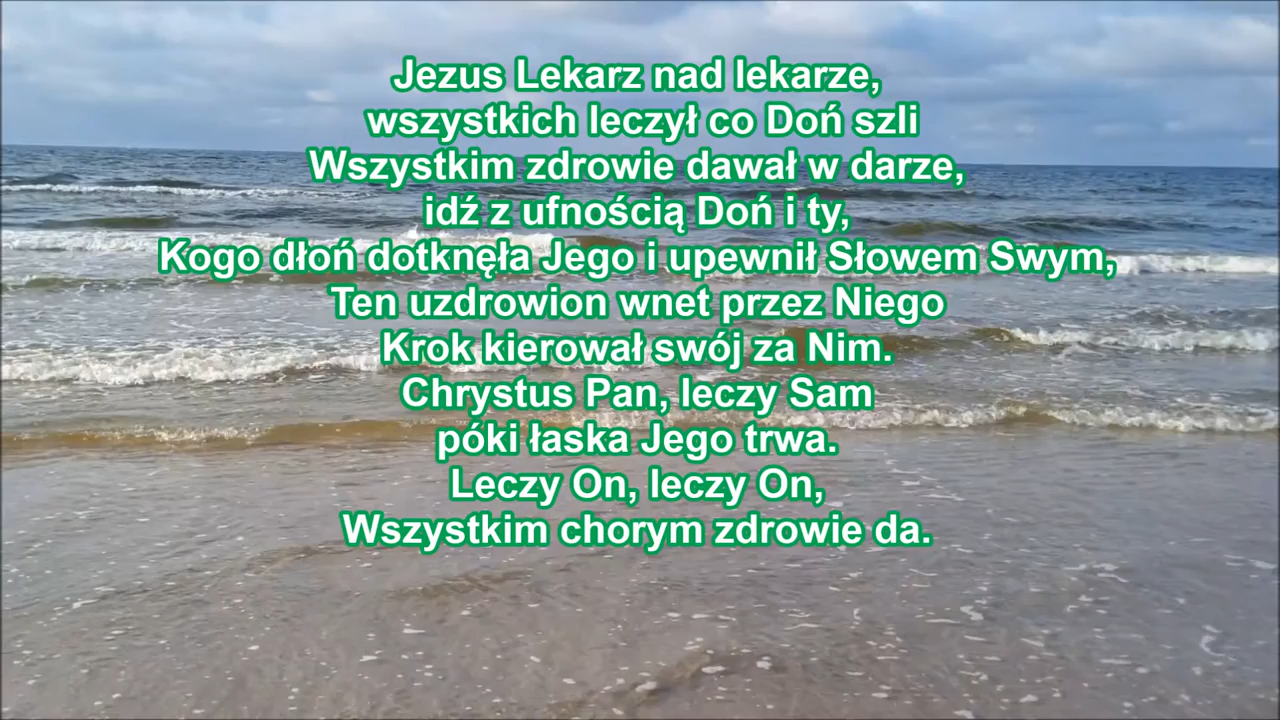 Jezus Lekarz nad lekarze,
wszystkich leczył co Doń szli
Wszystkim zdrowie dawał w darze,
idź z ufnością Doń i ty,
Kogo dłoń dotknęła Jego i upewnił Słowem Swym,
Ten uzdrowion wnet przez Niego
Krok kierował swój za Nim.
Chrystus Pan, leczy Sam
póki łaska Jego trwa.
Leczy On, leczy On,
Wszystkim chorym zdrowie da.